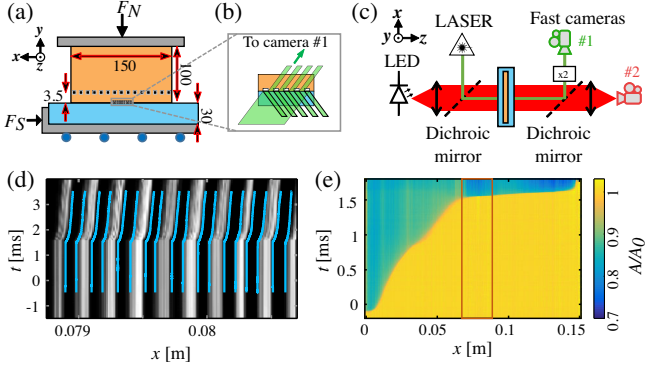 (a)
F_N
y
x
z
150
100
3.5
30
F_S
(b)
To camera #1
(c)
x
y
z
LASER
Fast cameras
#1
LED
x2
#2
Dichroic mirror
Dichroic mirror
(d)
t [ms]
3
2
1
0
-1
0.079
0.08
x [m]
(e)
t [ms]
1.5
1
0.5
0
0
0.05
0.1
0.15
x [m]
1
0.9
0.8
0.7
A/A_0